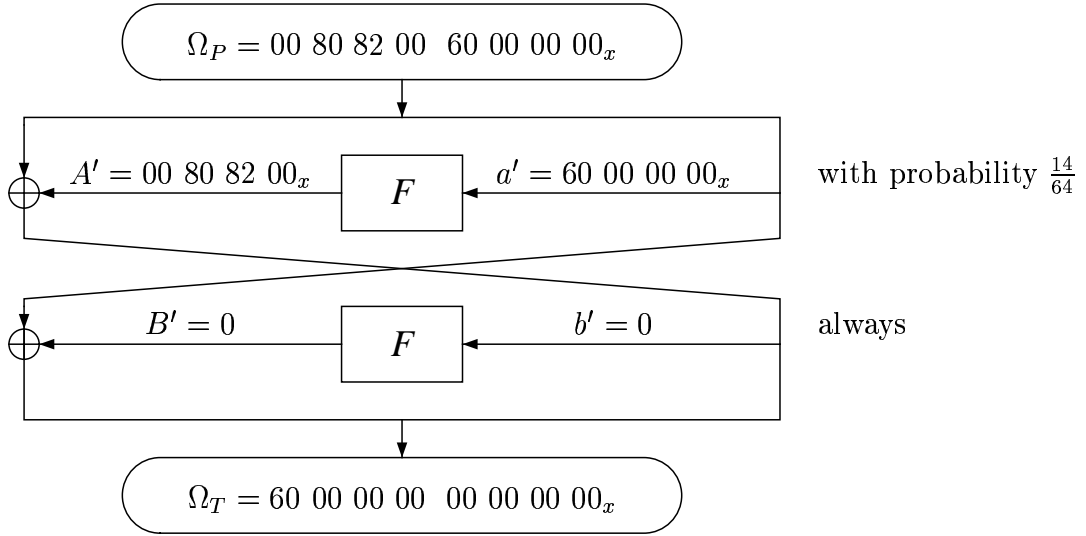 Ω_P = 00 80 82 00  60 00 00 00_x
A′ = 00 80 82 00_x
F
a′ = 60 00 00 00_x
with probability 14/64
B′ = 0
F
b′ = 0
always
Ω_T = 60 00 00 00  00 00 00 00_x